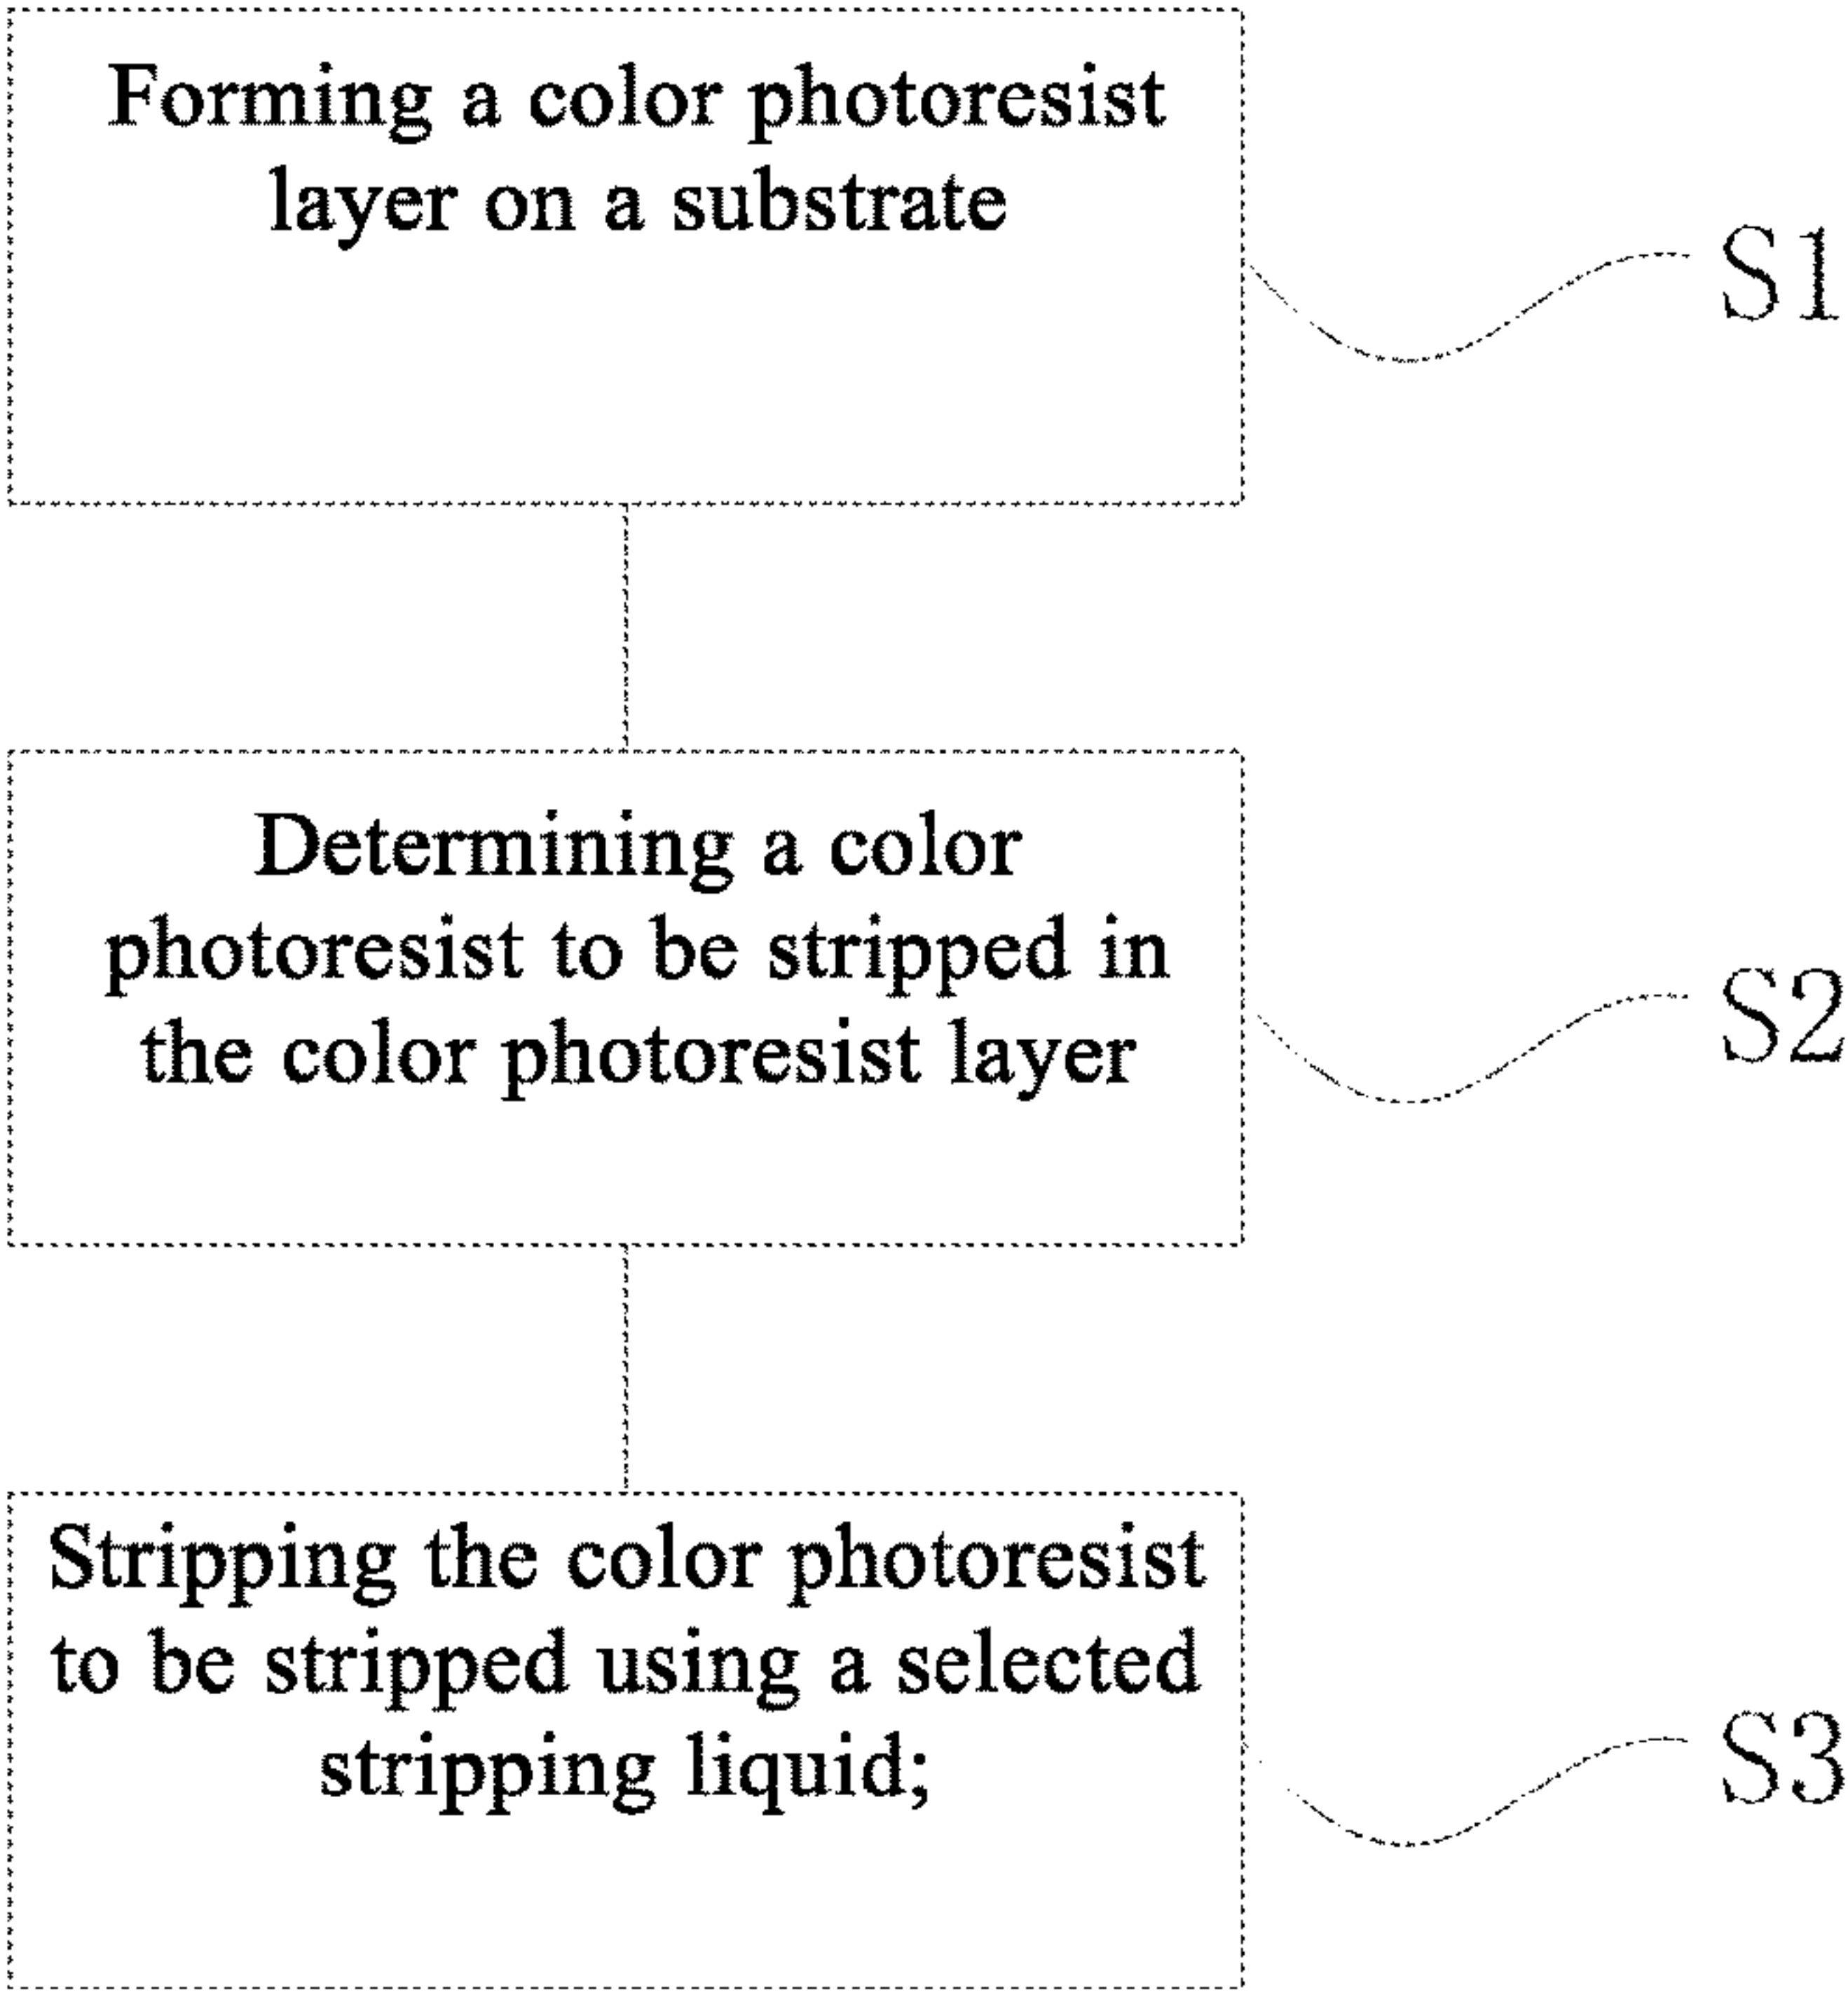 Forming a color photoresist
layer on a substrate
S1
Determining a color
photoresist to be stripped in
the color photoresist layer
S2
Stripping the color photoresist
to be stripped using a selected
stripping liquid;
S3